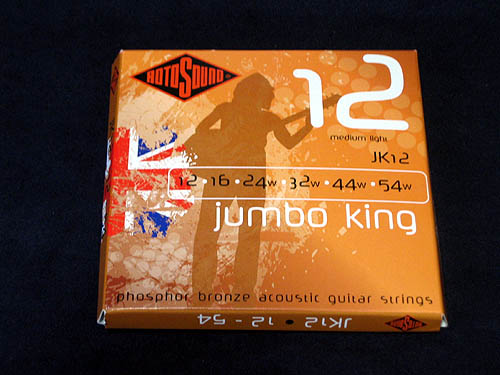 ROTOSOUND
12
medium light
JK12
12 • 16 • 24w • 32w • 44w • 54w
jumbo king
phosphor bronze acoustic guitar strings
JK12 12 - 54
ROTOSOUND